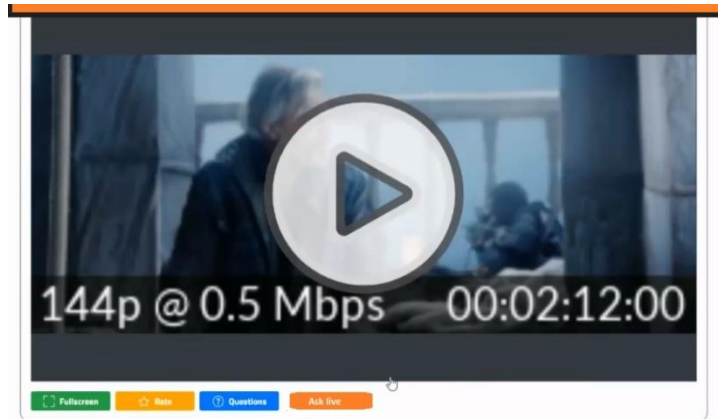 144p @ 0.5 Mbps 00:02:12:00
Fullscreen Rate Questions Ask live